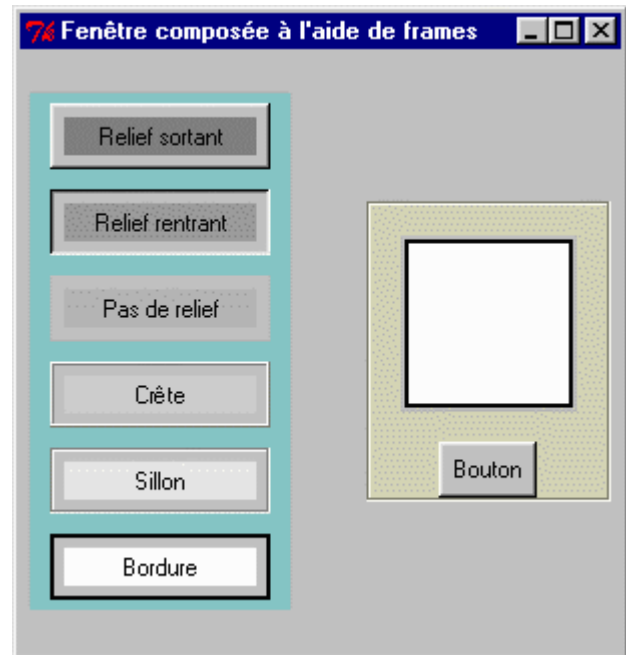 Fenêtre composée à l'aide de frames
Relief sortant
Relief rentrant
Pas de relief
Crête
Sillon
Bordure
Bouton